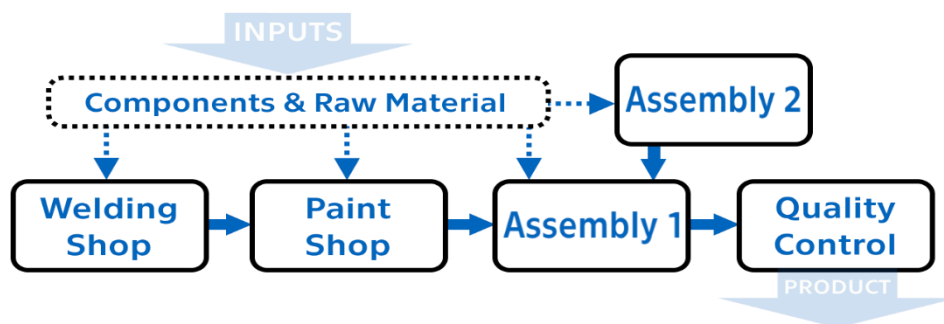 INPUTS
Components & Raw Material
Assembly 2
Welding
Shop
Paint
Shop
Assembly 1
Quality
Control
PRODUCT